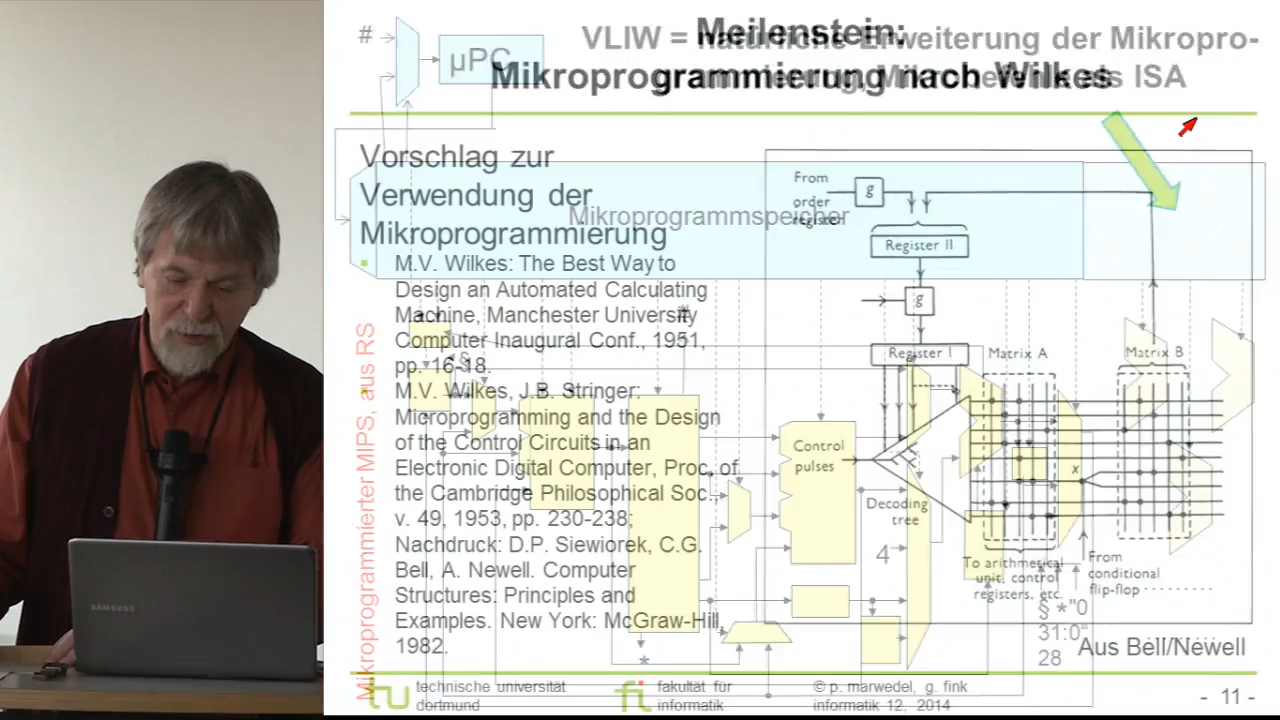 Meilenstein:
Mikroprogrammierung nach Wilkes
VLIW = natürliche Erweiterung der Mikropro-
ISA
#
µPC
Mikroprogrammspeicher
Vorschlag zur
Verwendung der
Mikroprogrammierung
M.V. Wilkes: The Best Way to
Design an Automated Calculating
Machine, Manchester University
Computer Inaugural Conf., 1951,
pp. 16-18.
M.V. Wilkes, J.B. Stringer:
Microprogramming and the Design
of the Control Circuits in an
Electronic Digital Computer, Proc. of
the Cambridge Philosophical Soc.,
v. 49, 1953, pp. 230-238;
Nachdruck: D.P. Siewiorek, C.G.
Bell, A. Newell. Computer
Structures: Principles and
Examples. New York: McGraw-Hill,
1982.
Mikroprogrammierter MIPS, aus RS
From
order
register
g
Register II
g
Register I
Matrix A
Matrix B
Control
pulses
Decoding
tree
x
4
To arithmetical
unit, control
registers, etc.
From
conditional
flip-flop
§ *"0
31:0"
28
*
Aus Bell/Newell
SAMSUNG
tu
technische universität
dortmund
fi
fakultät für
informatik
© p. marwedel, g. fink
informatik 12, 2014
- 11 -